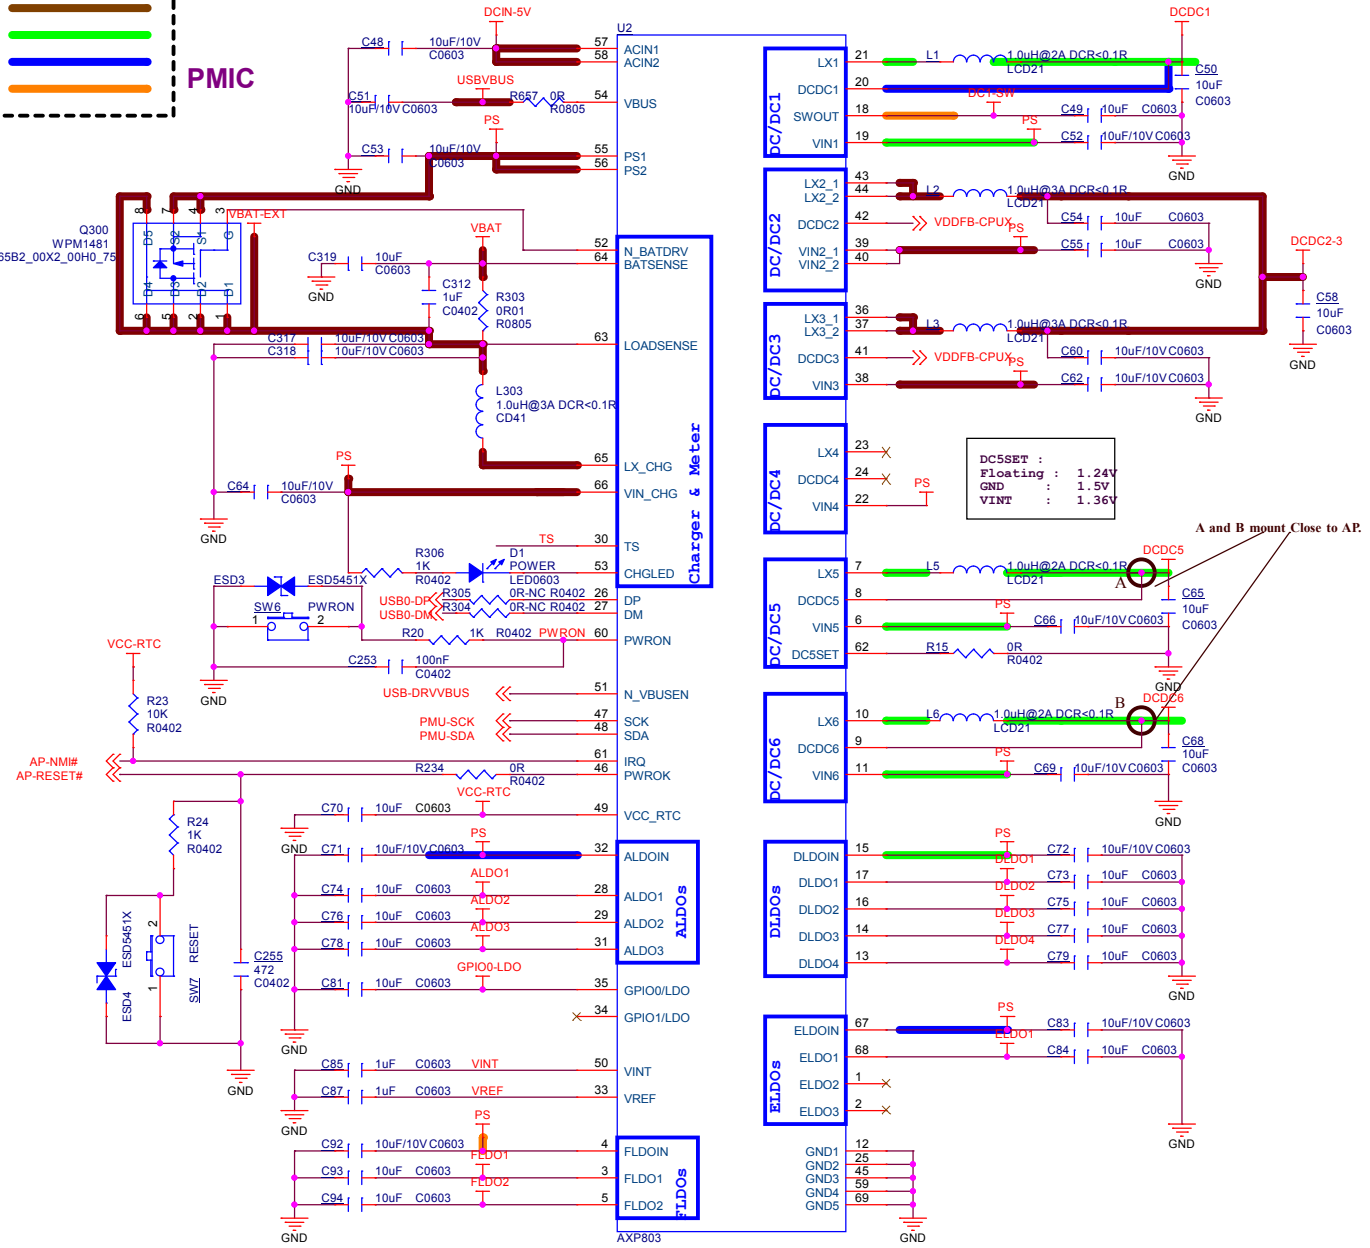 PMIC
DCIN-5V
C48
10uF/10V
C0603
57
58
U2
ACIN1
ACIN2
USBVBUS
C51
10uF/10V C0603
R657 0R
R0805
54
VBUS
PS
C53
10uF/10V
C0603
55
56
PS1
PS2
GND
8
7
4
3
VBAT-EXT
Q300
WPM1481
D5
S2
S1
G
D4
D3
D2
D1
6
5
2
1
VBAT
52
64
N_BATDRV
BATSENSE
C319
10uF
C0603
GND
C312
1uF
C0402
R303
0R01
R0805
C317
10uF/10V C0603
C318
10uF/10V C0603
63
LOADSENSE
L303
1.0uH@3A DCR<0.1R
CD41
PS
65
LX_CHG
C64
10uF/10V
C0603
66
VIN_CHG
GND
Charger & Meter
TS
30
TS
R306
1K
R0402
D1
POWER
LED0603
53
CHGLED
ESD3
ESD5451X
USB0-DP
R305
0R-NC R0402
26
DP
USB0-DM
R304
0R-NC R0402
27
DM
SW6
PWRON
1
2
R20
1K
R0402
PWRON
60
PWRON
C253
100nF
C0402
GND
VCC-RTC
R23
10K
R0402
USB-DRVVBUS
51
N_VBUSEN
PMU-SCK
47
SCK
PMU-SDA
48
SDA
AP-NMI#
61
IRQ
AP-RESET#
R234
0R
R0402
46
PWROK
VCC-RTC
C70
10uF
C0603
49
VCC_RTC
GND
R24
1K
R0402
PS
C71
10uF/10V C0603
32
ALDOIN
ALDO1
C74
10uF
C0603
28
ALDO1
ALDO2
C76
10uF
C0603
29
ALDO2
ALDO3
C78
10uF
C0603
31
ALDO3
ALDOs
GPIO0-LDO
C81
10uF
C0603
35
GPIO0/LDO
34
GPIO1/LDO
GND
ESD5451X
ESD4
2
1
RESET
SW7
C255
472
C0402
GND
C85
1uF
C0603
VINT
50
VINT
C87
1uF
C0603
VREF
33
VREF
GND
PS
C92
10uF/10V C0603
4
FLDOIN
FLDO1
C93
10uF
C0603
3
FLDO1
FLDO2
C94
10uF
C0603
5
FLDO2
FLDOs
GND
AXP803
DCDC1
DC/DC1
LX1
21
L1
1.0uH@2A DCR<0.1R
LCD21
C50
10uF
C0603
DCDC1
20
DC1-SW
SWOUT
18
C49
10uF
C0603
PS
VIN1
19
C52
10uF/10V C0603
GND
DC/DC2
LX2_1
43
LX2_2
44
L2
1.0uH@3A DCR<0.1R
LCD21
DCDC2
42
VDDFB-CPUX
C54
10uF
C0603
PS
VIN2_1
39
VIN2_2
40
C55
10uF
C0603
GND
DCDC2-3
C58
10uF
C0603
GND
DC/DC3
LX3_1
36
LX3_2
37
L3
1.0uH@3A DCR<0.1R
LCD21
DCDC3
41
VDDFB-CPUX
C60
10uF/10V C0603
PS
VIN3
38
C62
10uF/10V C0603
GND
DC/DC4
LX4
23
DCDC4
24
PS
VIN4
22
DC5SET :
Floating : 1.24V
GND : 1.5V
VINT : 1.36V
A and B mount Close to AP.
DC/DC5
DCDC5
LX5
7
L5
1.0uH@2A DCR<0.1R
LCD21
A
DCDC5
8
C65
10uF
C0603
PS
VIN5
6
C66
10uF/10V C0603
DC5SET
62
R15
0R
R0402
GND
DC/DC6
DCDC6
LX6
10
L6
1.0uH@2A DCR<0.1R
LCD21
B
DCDC6
9
C68
10uF
C0603
PS
VIN6
11
C69
10uF/10V C0603
GND
DLDOs
PS
DLDOIN
15
C72
10uF/10V C0603
DLDO1
DLDO1
17
C73
10uF
C0603
DLDO2
DLDO2
16
C75
10uF
C0603
DLDO3
DLDO3
14
C77
10uF
C0603
DLDO4
DLDO4
13
C79
10uF
C0603
GND
ELDOs
PS
ELDOIN
67
C83
10uF/10V C0603
ELDO1
ELDO1
68
C84
10uF
C0603
ELDO2
1
ELDO3
2
GND
GND1
12
GND2
25
GND3
45
GND4
59
GND5
69
GND